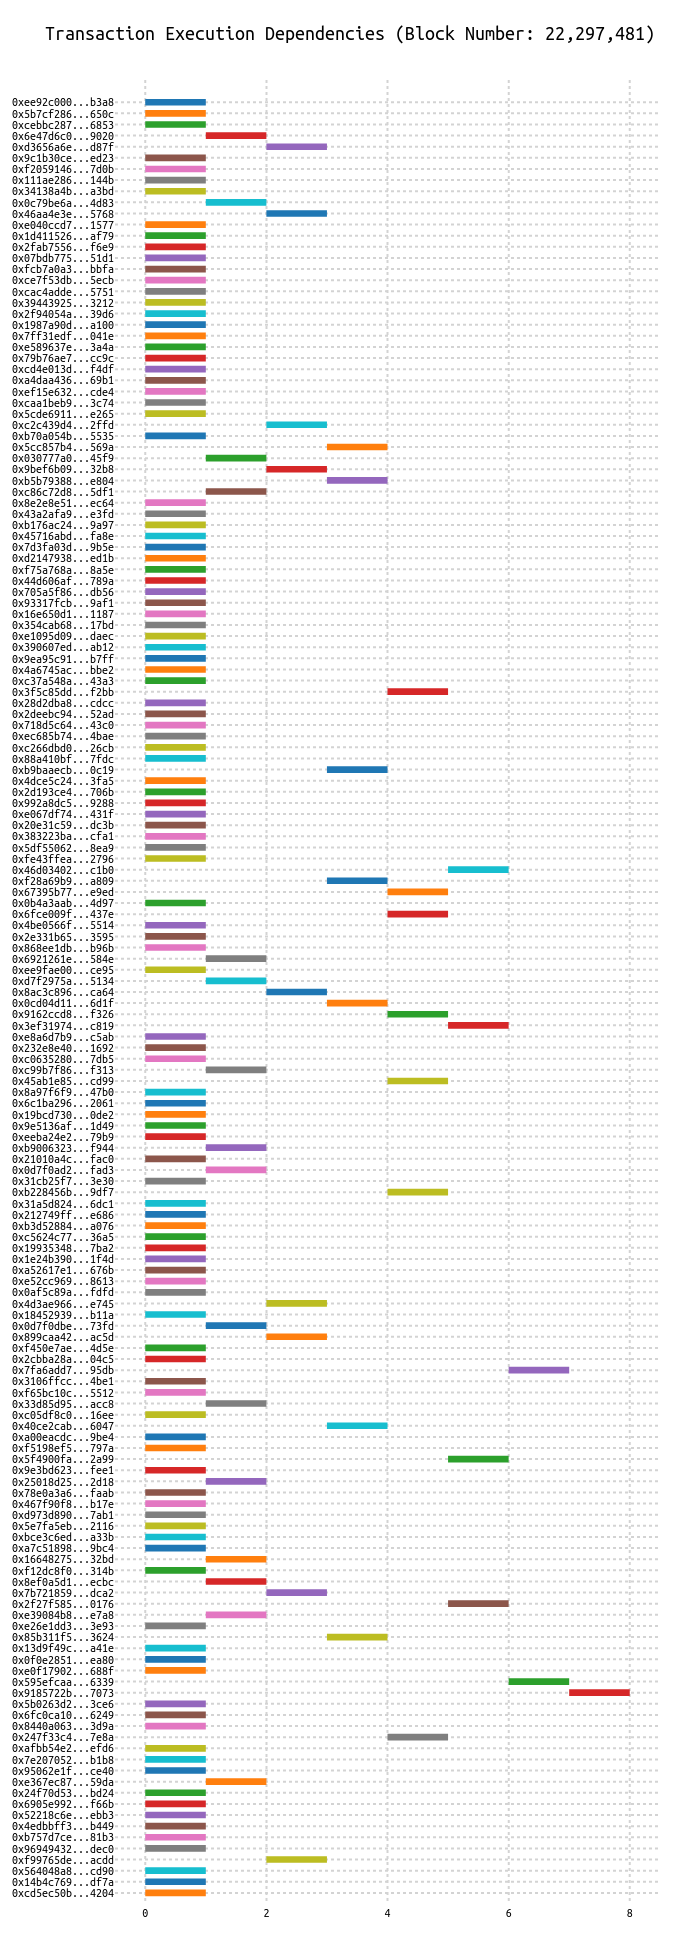 Transaction Execution Dependencies (Block Number: 22,297,481)
0xee92c000...b3a8
0x5b7cf286...650c
0xcebbc287...6853
0x6e47d6c0...9020
0xd3656a6e...d87f
0x9c1b30ce...ed23
0xf2059146...7d0b
0x111ae286...144b
0x34138a4b...a3bd
0x0c79be6a...4d83
0x46aa4e3e...5768
0xe040ccd7...1577
0x1d411526...af79
0x2fab7556...f6e9
0x07bdb775...51d1
0xfcb7a0a3...bbfa
0xce7f53db...5ecb
0xcac4adde...5751
0x39443925...3212
0x2f94054a...39d6
0x1987a90d...a100
0x7ff31edf...041e
0xe589637e...3a4a
0x79b76ae7...cc9c
0xcd4e013d...f4df
0xa4daa436...69b1
0xef15e632...cde4
0xcaa1beb9...3c74
0x5cde6911...e265
0xc2c439d4...2ffd
0xb70a054b...5535
0x5cc857b4...569a
0x030777a0...45f9
0x9bef6b09...32b8
0xb5b79388...e804
0xc86c72d8...5df1
0x8e2e8e51...ec64
0x43a2afa9...e3fd
0xb176ac24...9a97
0x45716abd...fa8e
0x7d3fa03d...9b5e
0xd2147938...ed1b
0xf75a768a...8a5e
0x44d606af...789a
0x705a5f86...db56
0x93317fcb...9af1
0x16e650d1...1187
0x354cab68...17bd
0xe1095d09...daec
0x390607ed...ab12
0x9ea95c91...b7ff
0x4a6745ac...bbe2
0xc37a548a...43a3
0x3f5c85dd...f2bb
0x28d2dba8...cdcc
0x2deebc94...52ad
0x718d5c64...43c0
0xec685b74...4bae
0xc266dbd0...26cb
0x88a410bf...7fdc
0xb9baaecb...0c19
0x4dce5c24...3fa5
0x2d193ce4...706b
0x992a8dc5...9288
0xe067df74...431f
0x20e31c59...dc3b
0x383223ba...cfa1
0x5df55062...8ea9
0xfe43ffea...2796
0x46d03402...c1b0
0xf28a69b9...a809
0x67395b77...e9ed
0x0b4a3aab...4d97
0x6fce009f...437e
0x4be0566f...5514
0x2e331b65...3595
0x868ee1db...b96b
0x6921261e...584e
0xee9fae00...ce95
0xd7f2975a...5134
0x8ac3c896...ca64
0x0cd04d11...6d1f
0x9162ccd8...f326
0x3ef31974...c819
0xe8a6d7b9...c5ab
0x232e8e40...1692
0xc0635280...7db5
0xc99b7f86...f313
0x45ab1e85...cd99
0x8a97f6f9...47b0
0x6c1ba296...2061
0x19bcd730...0de2
0x9e5136af...1d49
0xeeba24e2...79b9
0xb9006323...f944
0x21010a4c...fac0
0x0d7f0ad2...fad3
0x31cb25f7...3e30
0xb228456b...9df7
0x31a5d824...6dc1
0x212749ff...e686
0xb3d52884...a076
0xc5624c77...36a5
0x19935348...7ba2
0x1e24b390...1f4d
0xa52617e1...676b
0xe52cc969...8613
0x0af5c89a...fdfd
0x4d3ae966...e745
0x18452939...b11a
0x0d7f0dbe...73fd
0x899caa42...ac5d
0xf450e7ae...4d5e
0x2cbba28a...04c5
0x7fa6add7...95db
0x3106ffcc...4be1
0xf65bc10c...5512
0x33d85d95...acc8
0xc05df8c0...16ee
0x40ce2cab...6047
0xa00eacdc...9be4
0xf5198ef5...797a
0x5f4900fa...2a99
0x9e3bd623...fee1
0x25018d25...2d18
0x78e0a3a6...faab
0x467f90f8...b17e
0xd973d890...7ab1
0x5e7fa5eb...2116
0xbce3c6ed...a33b
0xa7c51898...9bc4
0x16648275...32bd
0xf12dc8f0...314b
0x8ef0a5d1...ecbc
0x7b721859...dca2
0x2f27f585...0176
0xe39084b8...e7a8
0xe26e1dd3...3e93
0x85b311f5...3624
0x13d9f49c...a41e
0x0f0e2851...ea80
0xe0f17902...688f
0x595efcaa...6339
0x9185722b...7073
0x5b0263d2...3ce6
0x6fc0ca10...6249
0x8440a063...3d9a
0x247f33c4...7e8a
0xafbb54e2...efd6
0x7e207052...b1b8
0x95062e1f...ce40
0xe367ec87...59da
0x24f70d53...bd24
0x6905e992...f66b
0x52218c6e...ebb3
0x4edbbff3...b449
0xb757d7ce...81b3
0x96949432...dec0
0xf99765de...acdd
0x564048a8...cd90
0x14b4c769...df7a
0xcd5ec50b...4204
0 2 4 6 8